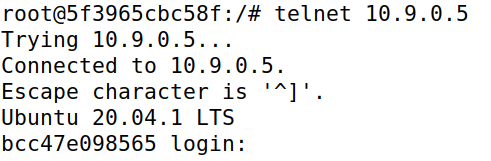 root@5f3965cbc58f:/# telnet 10.9.0.5
Trying 10.9.0.5...
Connected to 10.9.0.5.
Escape character is '^]'.
Ubuntu 20.04.1 LTS
bcc47e098565 login: